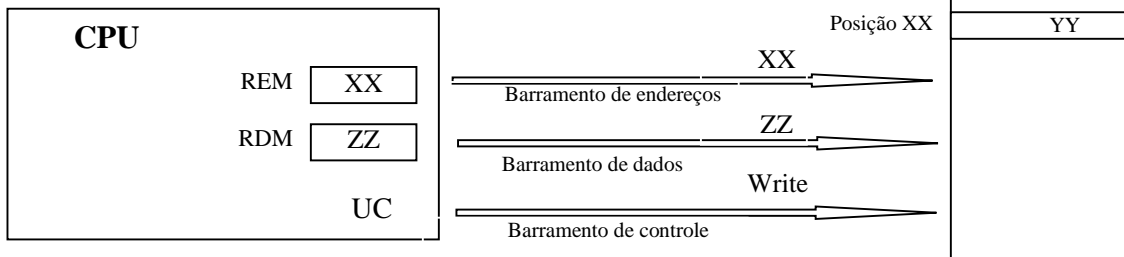 Posição XX
YY
CPU
REM
XX
XX
Barramento de endereços
RDM
ZZ
ZZ
Barramento de dados
UC
Write
Barramento de controle